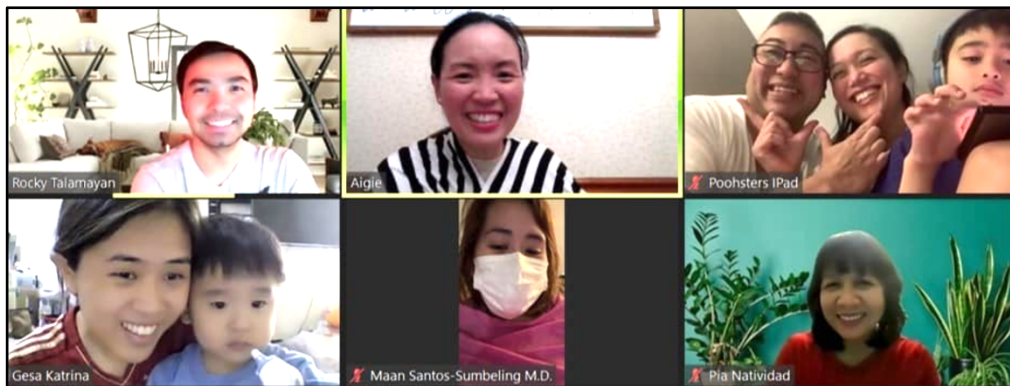 Rocky Talamayan
Aigie
Poohsters IPad
Gesa Katrina
Maan Santos-Sumbeling M.D.
Pia Natividad